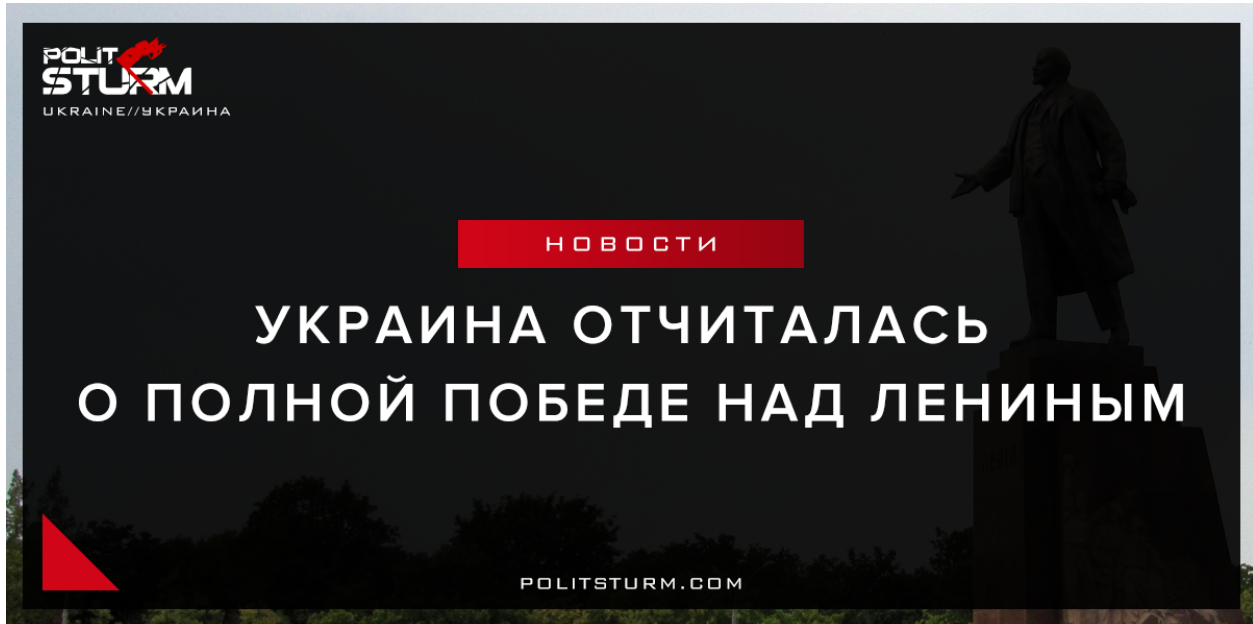 POLIT
STURM
UKRAINE//УКРАИНА
НОВОСТИ
УКРАИНА ОТЧИТАЛАСЬ
О ПОЛНОЙ ПОБЕДЕ НАД ЛЕНИНЫМ
POLITSTURM.COM